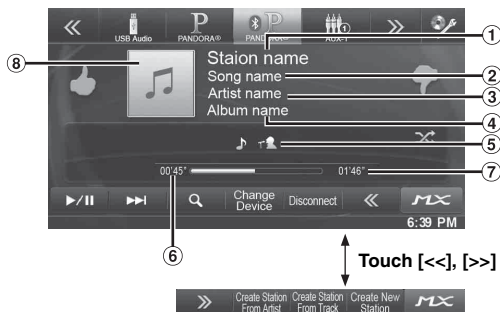 USB Audio PANDORA® PANDORA® AUX-1
1
Staion name
8
Song name
2
Artist name
3
Album name
4
5
00'45" 01'46"
7
Change Device Disconnect MX
6
6:39 PM
Touch [<<], [>>]
Create Station From Artist Create Station From Track Create New Station MX